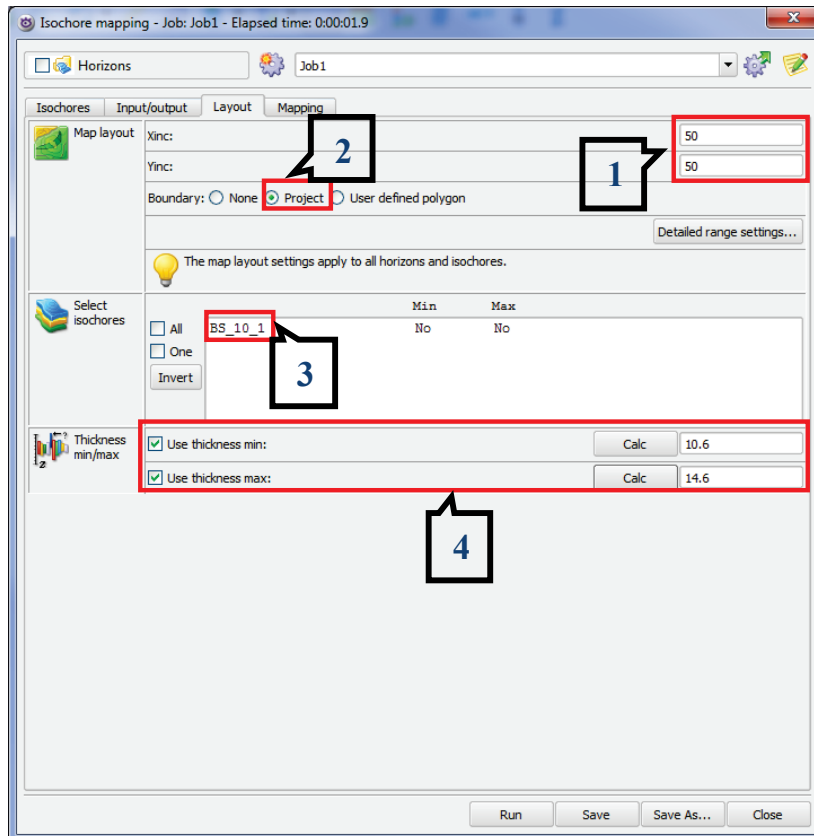 Isochore mapping - Job: Job1 - Elapsed time: 0:00:01.9
X
Horizons
Job1
Isochores Input/output Layout Mapping
Map layout
Xinc: 50
2
1
Yinc: 50
Boundary: None Project User defined polygon
Detailed range settings...
The map layout settings apply to all horizons and isochores.
Select
isochores
Min Max
All BS_10_1 No No
One
Invert
3
Thickness
min/max
Use thickness min: Calc 10.6
Use thickness max: Calc 14.6
4
Run Save Save As... Close